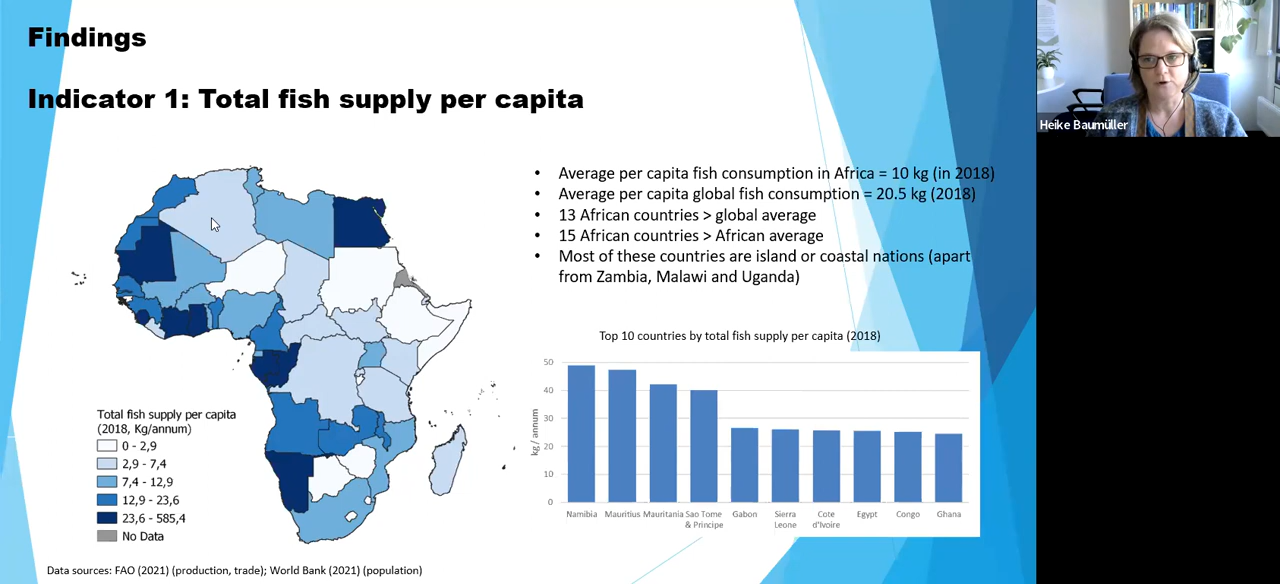 Findings
Indicator 1: Total fish supply per capita
Heike Baumüller
• Average per capita fish consumption in Africa = 10 kg (in 2018)
• Average per capita global fish consumption = 20.5 kg (2018)
• 13 African countries > global average
• 15 African countries > African average
• Most of these countries are island or coastal nations (apart
from Zambia, Malawi and Uganda)
Total fish supply per capita
(2018, Kg/annum)
0 - 2,9
2,9 - 7,4
7,4 - 12,9
12,9 - 23,6
23,6 - 585,4
No Data
Top 10 countries by total fish supply per capita (2018)
kg / annum
50
40
30
20
10
0
Namibia Mauritius Mauritania Sao Tome Gabon Sierra Cote Egypt Congo Ghana
& Principe Leone d'Ivoire
Data sources: FAO (2021) (production, trade); World Bank (2021) (population)